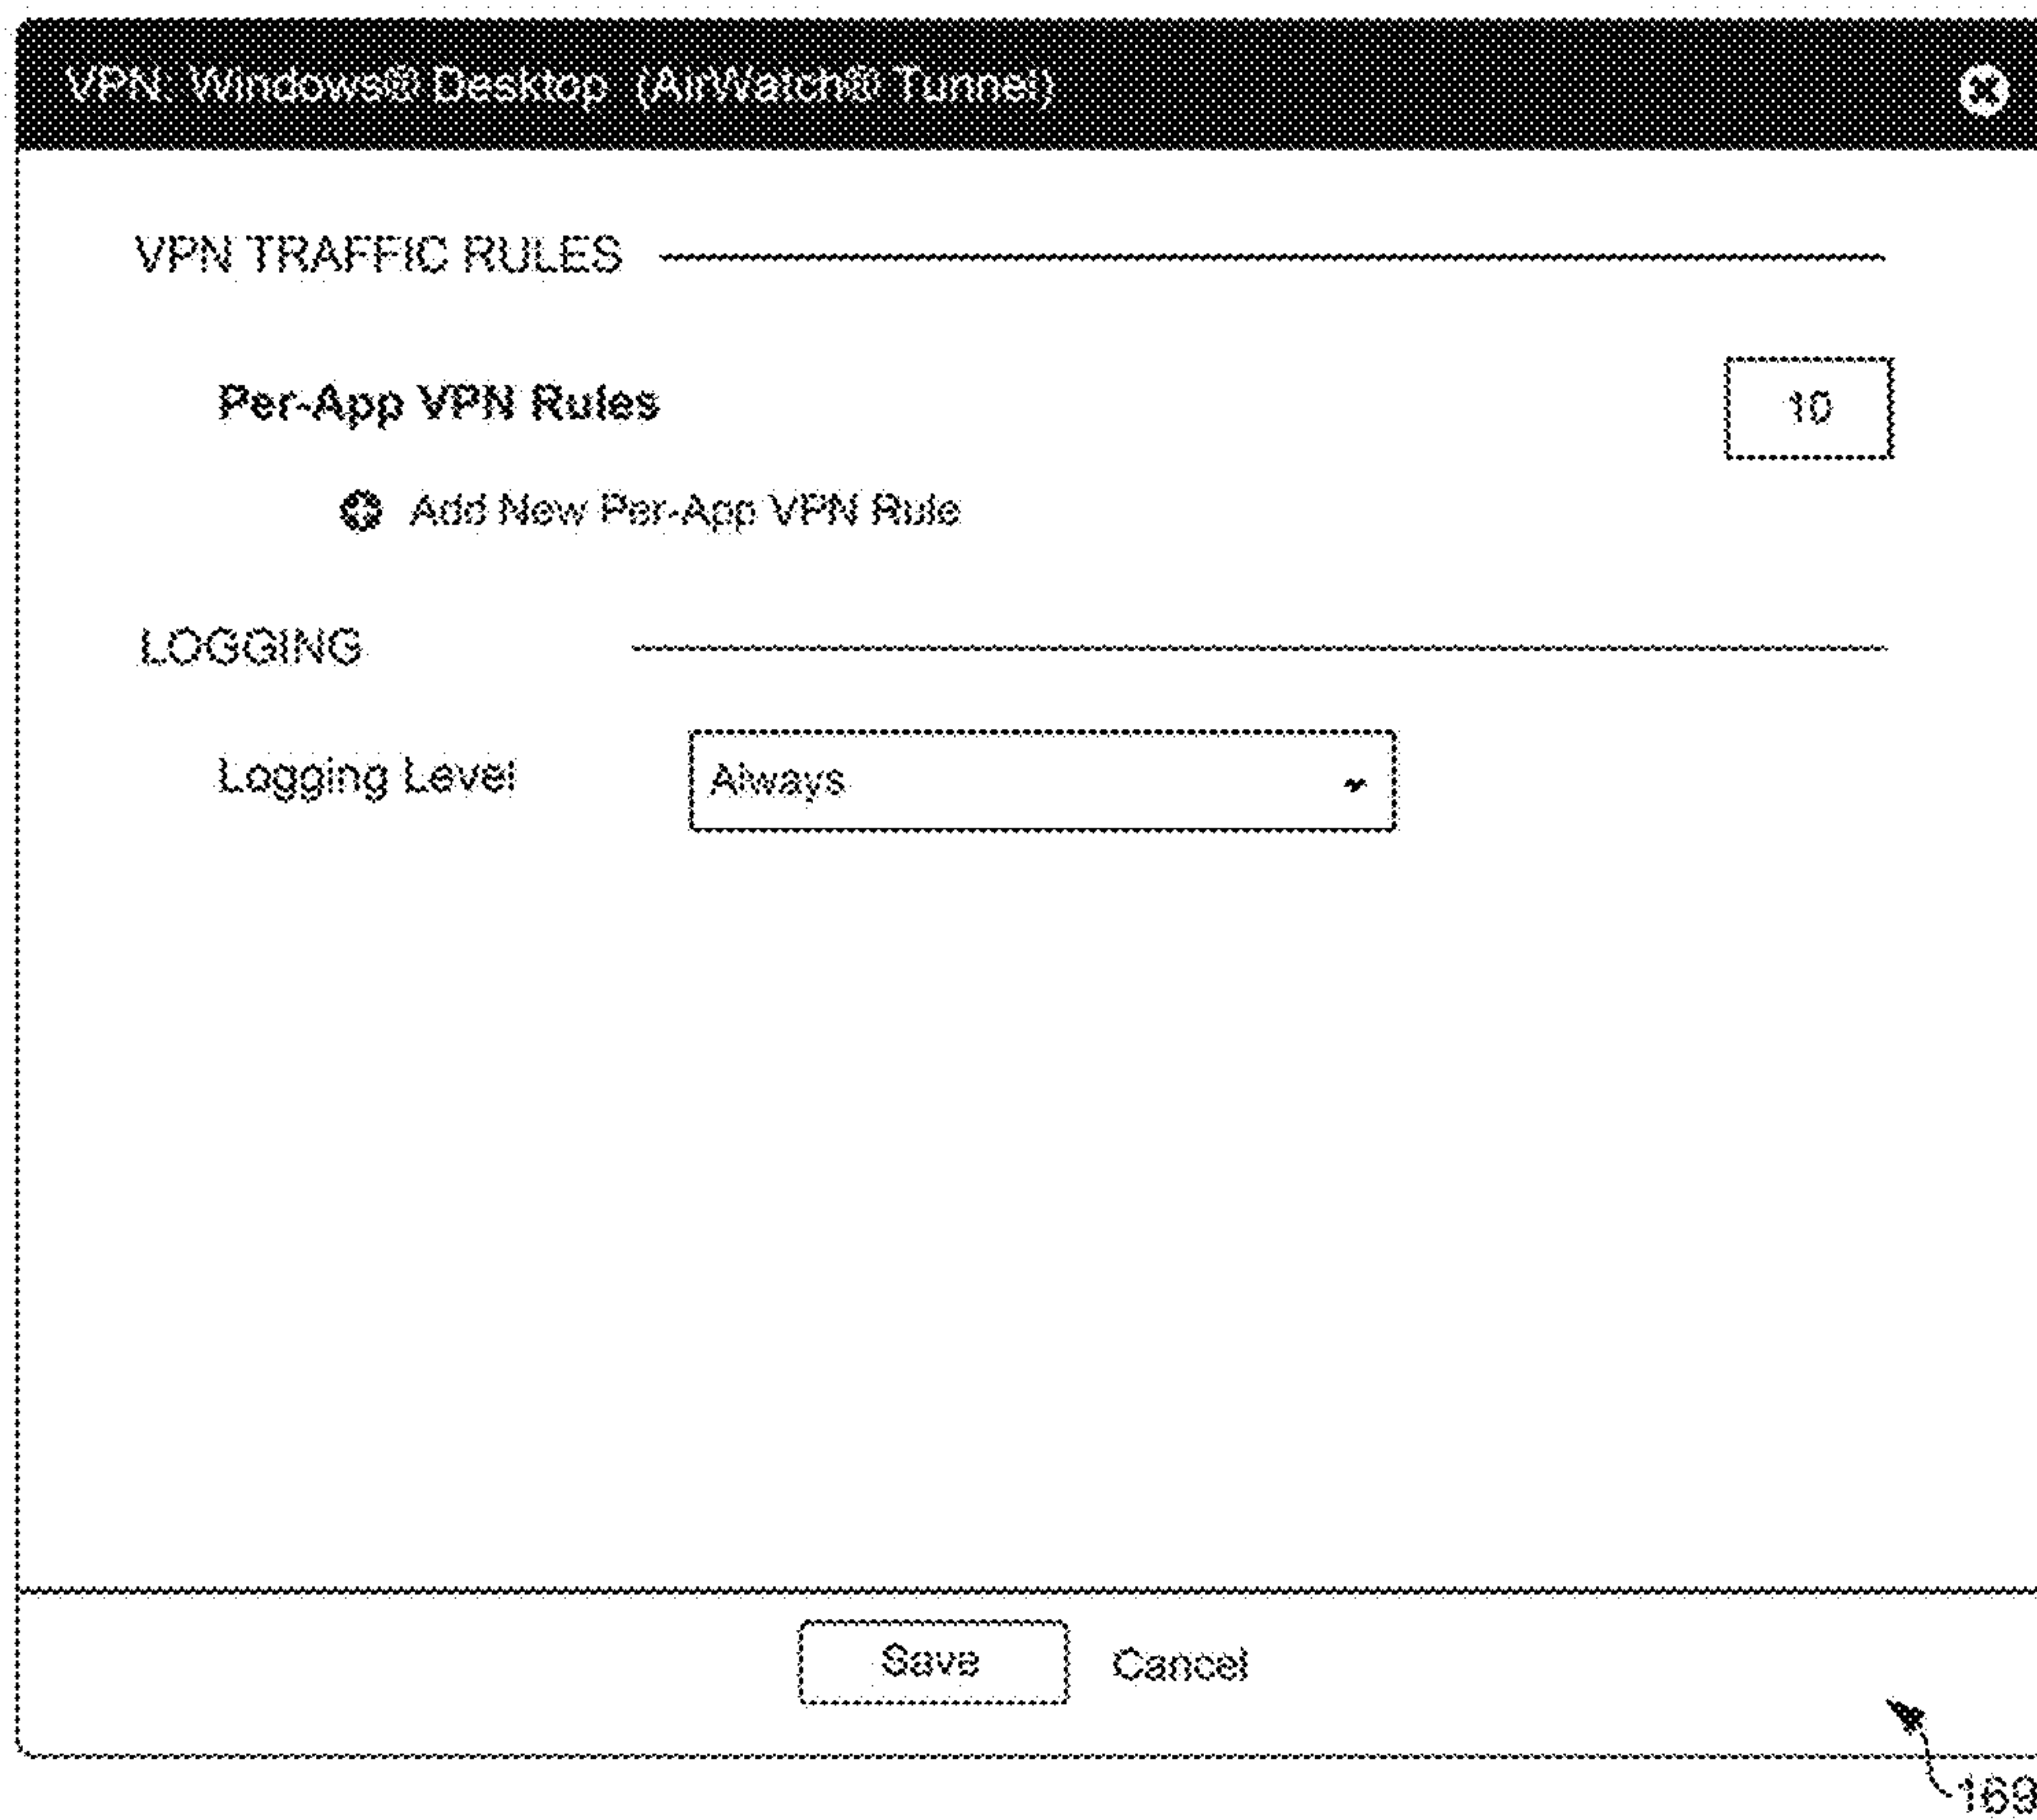 VPN: Windows® Desktop (AirWatch® Tunnel)
VPN TRAFFIC RULES
Per-App VPN Rules
10
Add New Per-App VPN Rule
LOGGING
Logging Level
Always
Save
Cancel